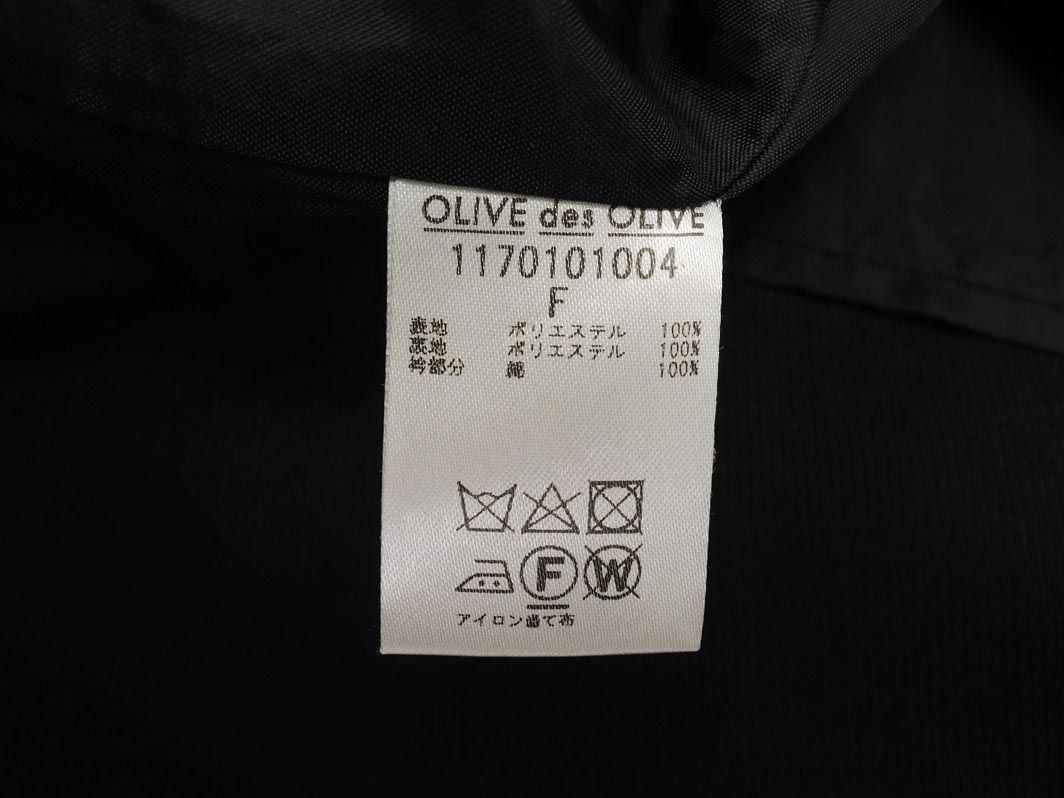 OLIVE des OLIVE
1170101004
F
表地 ポリエステル 100%
裏地 ポリエステル 100%
衿部分 綿 100%
F W
アイロン当て布